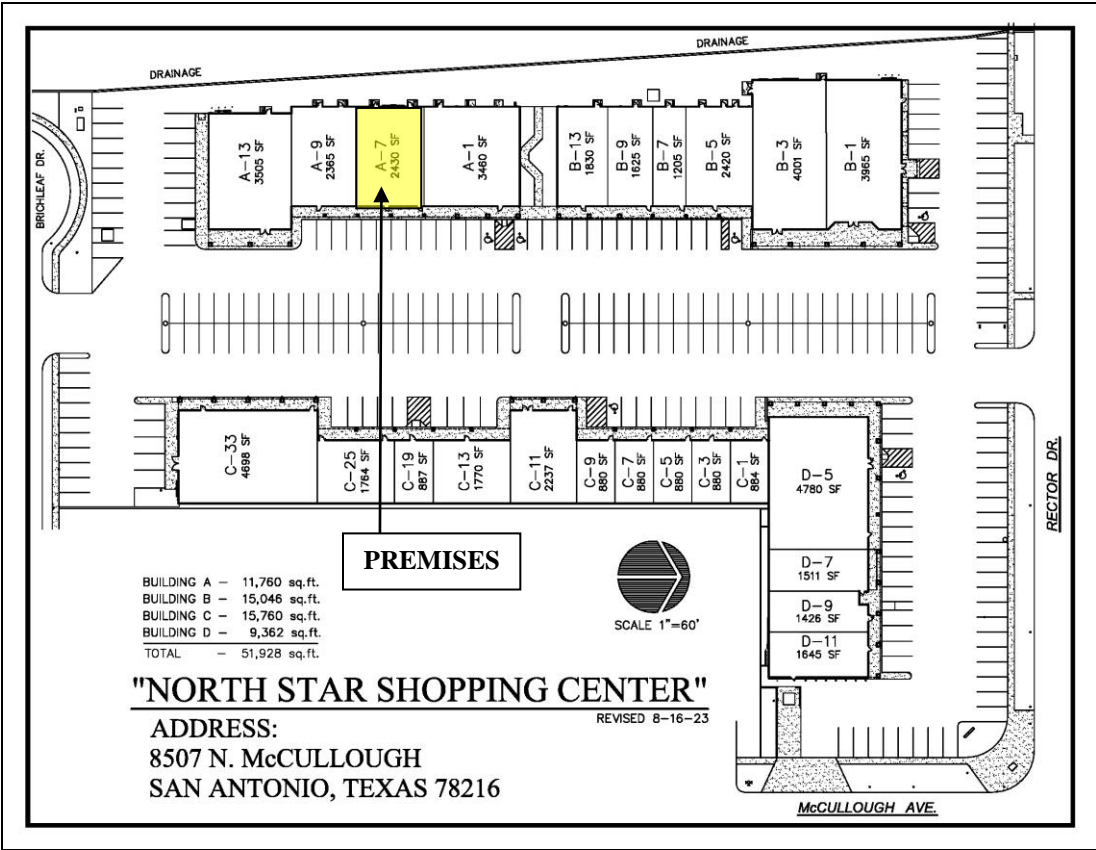 DRAINAGE
DRAINAGE
BRICHLEAF DR.
A-13
3505 SF
A-9
2365 SF
A-7
2430 SF
A-1
3460 SF
B-13
1830 SF
B-9
1625 SF
B-7
1205 SF
B-5
2420 SF
B-3
4001 SF
B-1
3965 SF
C-33
4698 SF
C-25
1764 SF
C-19
887 SF
C-13
1770 SF
C-11
2237 SF
C-9
880 SF
C-7
880 SF
C-5
880 SF
C-3
880 SF
C-1
884 SF
D-5
4780 SF
D-7
1511 SF
D-9
1426 SF
D-11
1645 SF
RECTOR DR.
PREMISES
SCALE 1"=60'
BUILDING A – 11,760 sq.ft.
BUILDING B – 15,046 sq.ft.
BUILDING C – 15,760 sq.ft.
BUILDING D – 9,362 sq.ft.
TOTAL – 51,928 sq.ft.
"NORTH STAR SHOPPING CENTER"
REVISED 8-16-23
ADDRESS:
8507 N. McCULLOUGH
SAN ANTONIO, TEXAS 78216
McCULLOUGH AVE.